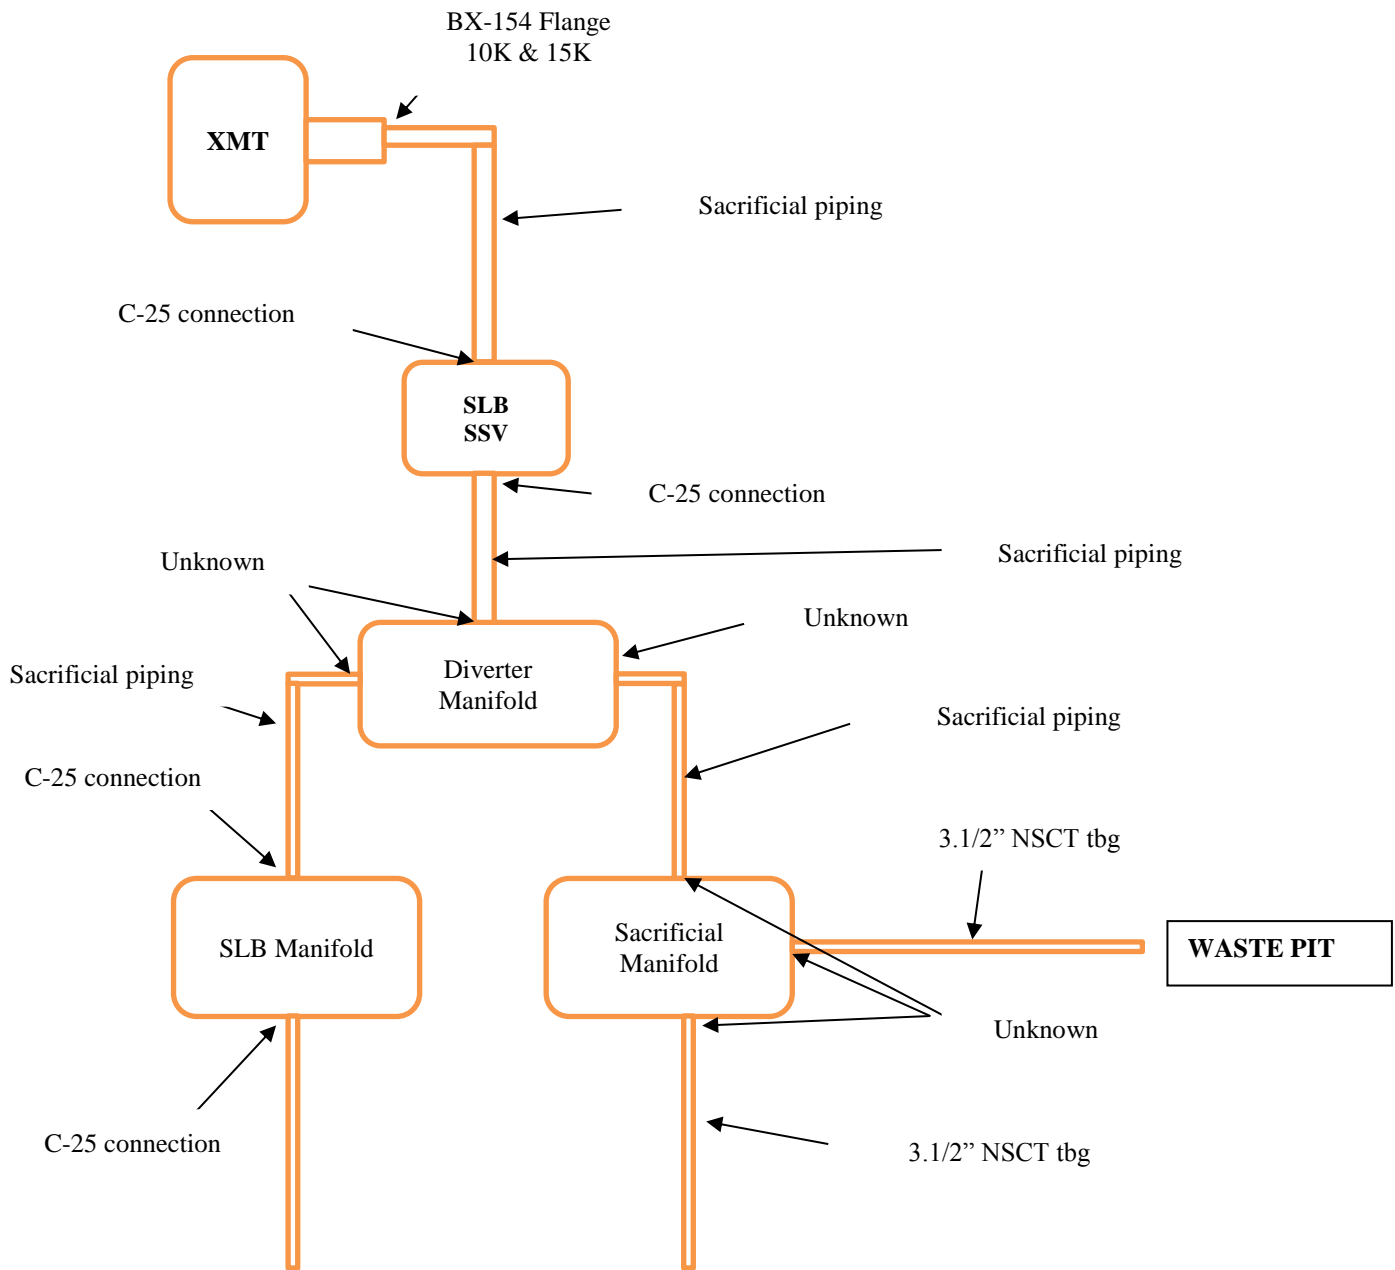 BX-154 Flange
10K & 15K
XMT
Sacrificial piping
C-25 connection
SLB
SSV
C-25 connection
Unknown
Sacrificial piping
Unknown
Sacrificial piping
Diverter
Manifold
Sacrificial piping
C-25 connection
3.1/2” NSCT tbg
SLB Manifold
Sacrificial
Manifold
WASTE PIT
Unknown
C-25 connection
3.1/2” NSCT tbg